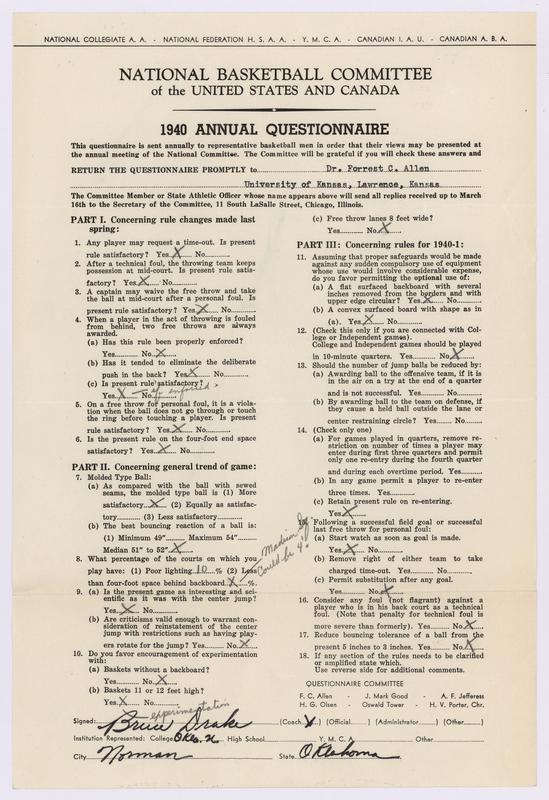 NATIONAL COLLEGIATE A. A. - NATIONAL FEDERATION H. S. A. A. - Y. M. C. A. - CANADIAN I. A. U. - CANADIAN A. B. A.
NATIONAL BASKETBALL COMMITTEE
of the UNITED STATES AND CANADA
1940 ANNUAL QUESTIONNAIRE
This questionnaire is sent annually to representative basketball men in order that their views may be presented at
the annual meeting of the National Committee. The Committee will be grateful if you will check these answers and
RETURN THE QUESTIONNAIRE PROMPTLY to Dr. Forrest C. Allen
University of Kansas, Lawrence, Kansas
The Committee Member or State Athletic Officer whose name appears above will send all replies received up to March
16th to the Secretary of the Committee, 11 South LaSalle Street, Chicago, Illinois.
PART I. Concerning rule changes made last
spring:
1. Any player may request a time-out. Is present
rule satisfactory? Yes X No
2. After a technical foul, the throwing team keeps
possession at mid-court. Is present rule satis-
factory? Yes X No
3. A captain may waive the free throw and take
the ball at mid-court after a personal foul. Is
present rule satisfactory? Yes X No
4. When a player in the act of throwing is fouled
from behind, two free throws are always
awarded.
(a) Has this rule been properly enforced?
Yes No X
(b) Has it tended to eliminate the deliberate
push in the back? Yes X No
(c) Is present rule satisfactory?
Yes X No - if enforced.
5. On a free throw for personal foul, it is a viola-
tion when the ball does not go through or touch
the ring before touching a player. Is present
rule satisfactory? Yes X No
6. Is the present rule on the four-foot end space
satisfactory? Yes X No
PART II. Concerning general trend of game:
7. Molded Type Ball:
(a) As compared with the ball with sewed
seams, the molded type ball is (1) More
satisfactory X (2) Equally as satisfac-
tory (3) Less satisfactory
(b) The best bouncing reaction of a ball is:
(1) Minimum 49" Maximum 54"
Median 51" to 52" X
8. What percentage of the courts on which you
play have: (1) Poor lighting 10 % (2) Less
than four-foot space behind backboard X %.
9. (a) Is the present game as interesting and sci-
entific as it was with the center jump?
Yes X No
(b) Are criticisms valid enough to warrant con-
sideration of reinstatement of the center
jump with restrictions such as having play-
ers rotate for the jump? Yes No X
10. Do you favor encouragement of experimentation
with:
(a) Baskets without a backboard?
Yes No X
(b) Baskets 11 or 12 feet high?
Yes X No
experimentation
(c) Free throw lanes 8 feet wide?
Yes No X
PART III: Concerning rules for 1940-1:
11. Assuming that proper safeguards would be made
against any sudden compulsory use of equipment
whose use would involve considerable expense,
do you favor permitting the optional use of:
(a) A flat surfaced backboard with several
inches removed from the borders and with
upper edge circular? Yes X No
(b) A convex surfaced board with shape as in
(a). Yes X No
12. (Check this only if you are connected with Col-
lege or Independent games).
College and Independent games should be played
in 10-minute quarters. Yes No X
13. Should the number of jump balls be reduced by:
(a) Awarding ball to the offensive team, if it is
in the air on a try at the end of a quarter
and is not successful. Yes No
(b) By awarding ball to the team on defense, if
they cause a held ball outside the lane or
center restraining circle? Yes No
14. (Check only one)
(a) For games played in quarters, remove re-
striction on number of times a player may
enter during first three quarters and permit
only one re-entry during the fourth quarter
and during each overtime period. Yes
(b) In any game permit a player to re-enter
three times. Yes
(c) Retain present rule on re-entering.
Yes X
15. Following a successful field goal or successful
last free throw for personal foul:
(a) Start watch as soon as goal is made.
Yes X No
(b) Remove right of either team to take
charged time-out. Yes No
(c) Permit substitution after any goal.
Yes No X
16. Consider any foul (not flagrant) against a
player who is in his back court as a technical
foul. (Note that penalty for technical foul is
more severe than formerly). Yes No X
17. Reduce bouncing tolerance of a ball from the
present 5 inches to 3 inches. Yes No X
18. If any section of the rules needs to be clarified
or amplified state which.
Use reverse side for additional comments.
could be 4.
QUESTIONNAIRE COMMITTEE
F. C. Allen - J. Mark Good - A. F. Jefferess
H. G. Olsen - Oswald Tower - H. V. Porter, Chr.
Signed: Bruce Drake (Coach X) (Official ) (Administrator ) (Other )
Institution Represented: College Okla. U. High School Y. M. C. A. Other
City Norman State Oklahoma